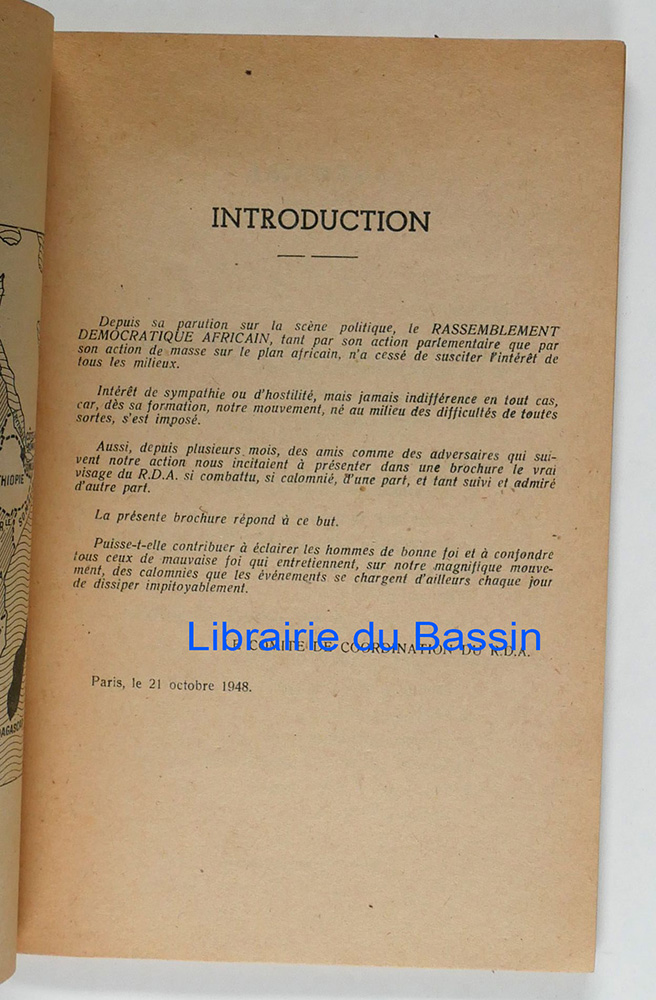 INTRODUCTION
Depuis sa parution sur la scène politique, le RASSEMBLEMENT
DEMOCRATIQUE AFRICAIN, tant par son action parlementaire que par
son action de masse sur le plan africain, n'a cessé de susciter l'intérêt de
tous les milieux.
Intérêt de sympathie ou d'hostilité, mais jamais indifférence en tout cas,
car, dès sa formation, notre mouvement, né au milieu des difficultés de toutes
sortes, s'est imposé.
Aussi, depuis plusieurs mois, des amis comme des adversaires qui sui-
vent notre action nous incitaient à présenter dans une brochure le vrai
visage du R.D.A. si combattu, si calomnié, d'une part, et tant suivi et admiré
d'autre part.
La présente brochure répond à ce but.
Puisse-t-elle contribuer à éclairer les hommes de bonne foi et à confondre
tous ceux de mauvaise foi qui entretiennent, sur notre magnifique mouve-
ment, des calomnies que les événements se chargent d'ailleurs chaque jour
de dissiper impitoyablement.
Librairie du Bassin
COMITE DE COORDINATION DU R.D.A.
Paris, le 21 octobre 1948.